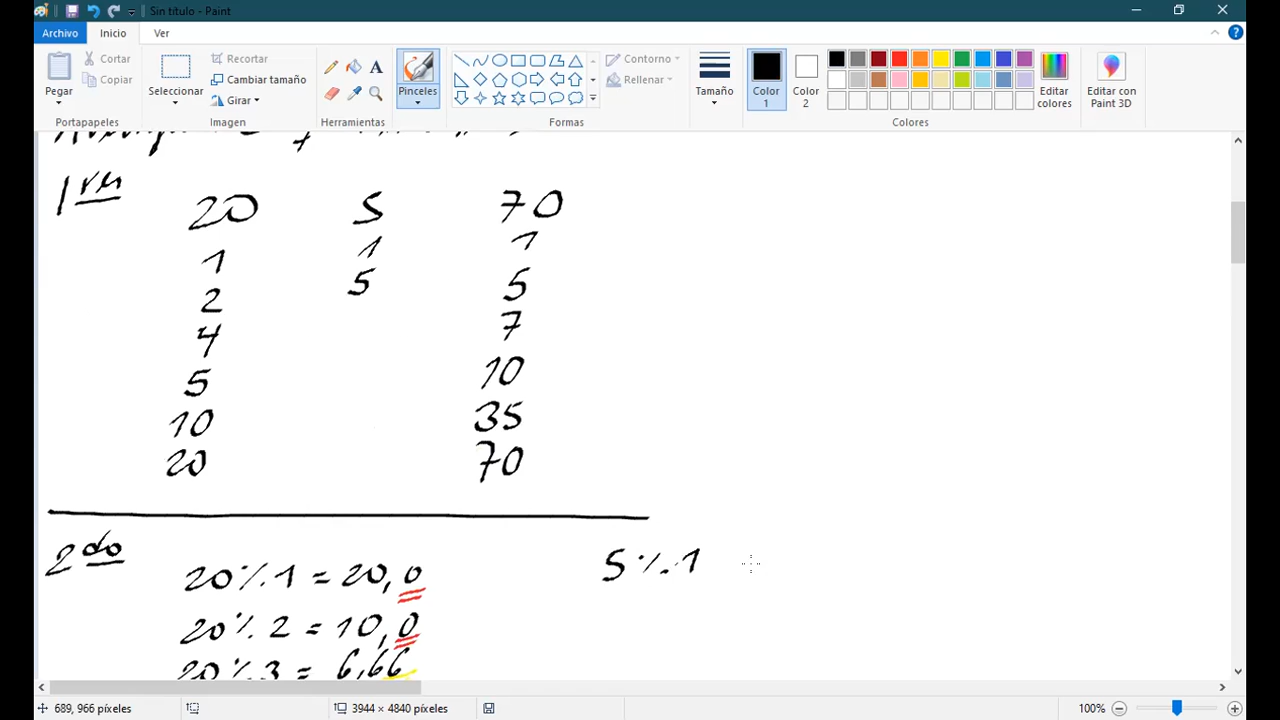 Sin título - Paint
Archivo
Inicio
Ver
Pegar
Cortar
Copiar
Portapapeles
Seleccionar
Recortar
Cambiar tamaño
Girar
Imagen
A
Herramientas
Pinceles
Contorno
Rellenar
Formas
Tamaño
Color 1
Color 2
Editar colores
Colores
Editar con Paint 3D
1ra
20 5 70
1 1 1
2 5 5
4 7
5 10
10 35
20 70
2do
20 % 1 = 20,0
5 % 1
20 % 2 = 10,0
20 % 3 = 6,66
689, 966 píxeles
3944 × 4840 píxeles
100%